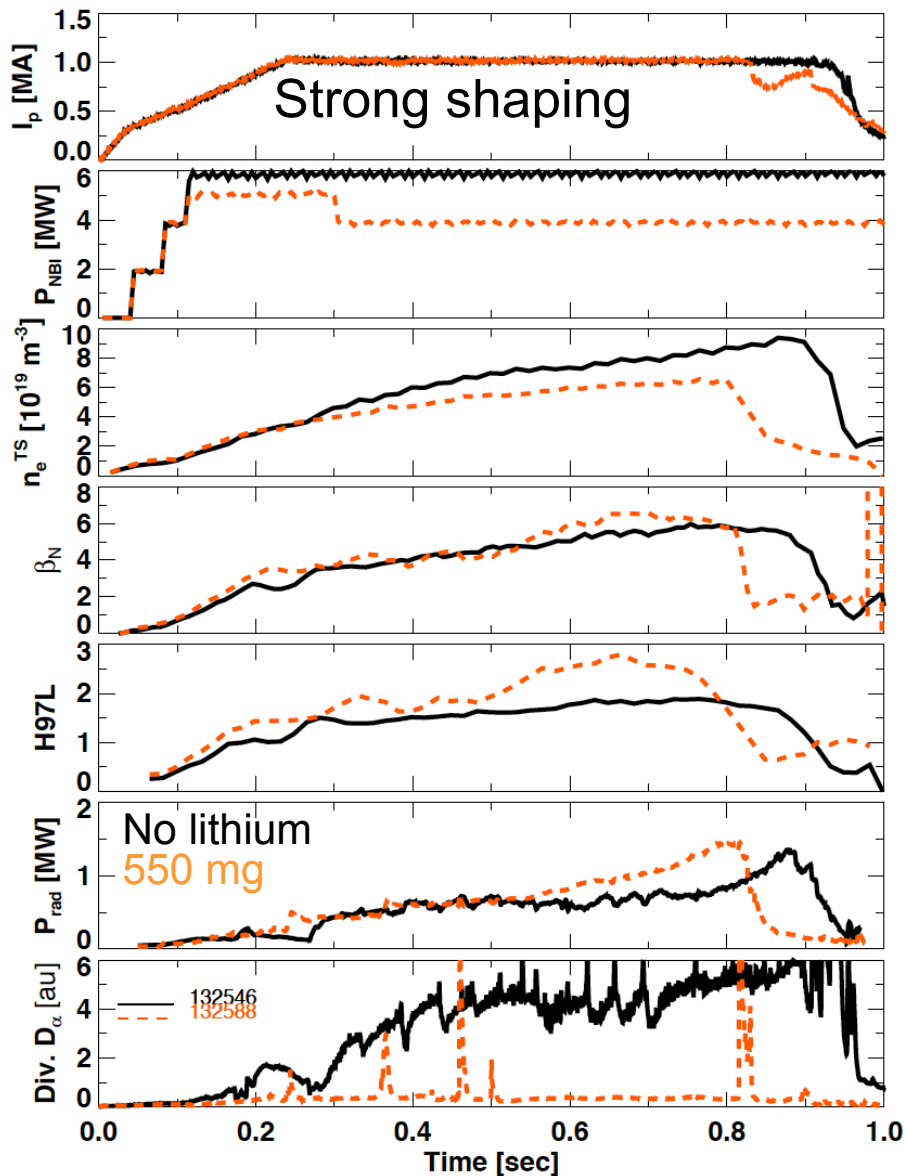 1.5
1.0
0.5
0.0
I_p [MA]
Strong shaping
6
4
2
0
P_NBI [MW]
10
8
6
4
2
0
n_e^TS [10^19 m^-3]
8
6
4
2
0
β_N
3
2
1
0
H97L
2
1
0
P_rad [MW]
No lithium
550 mg
6
4
2
0
Div. D_α [au]
132546
132588
0.0 0.2 0.4 0.6 0.8 1.0
Time [sec]